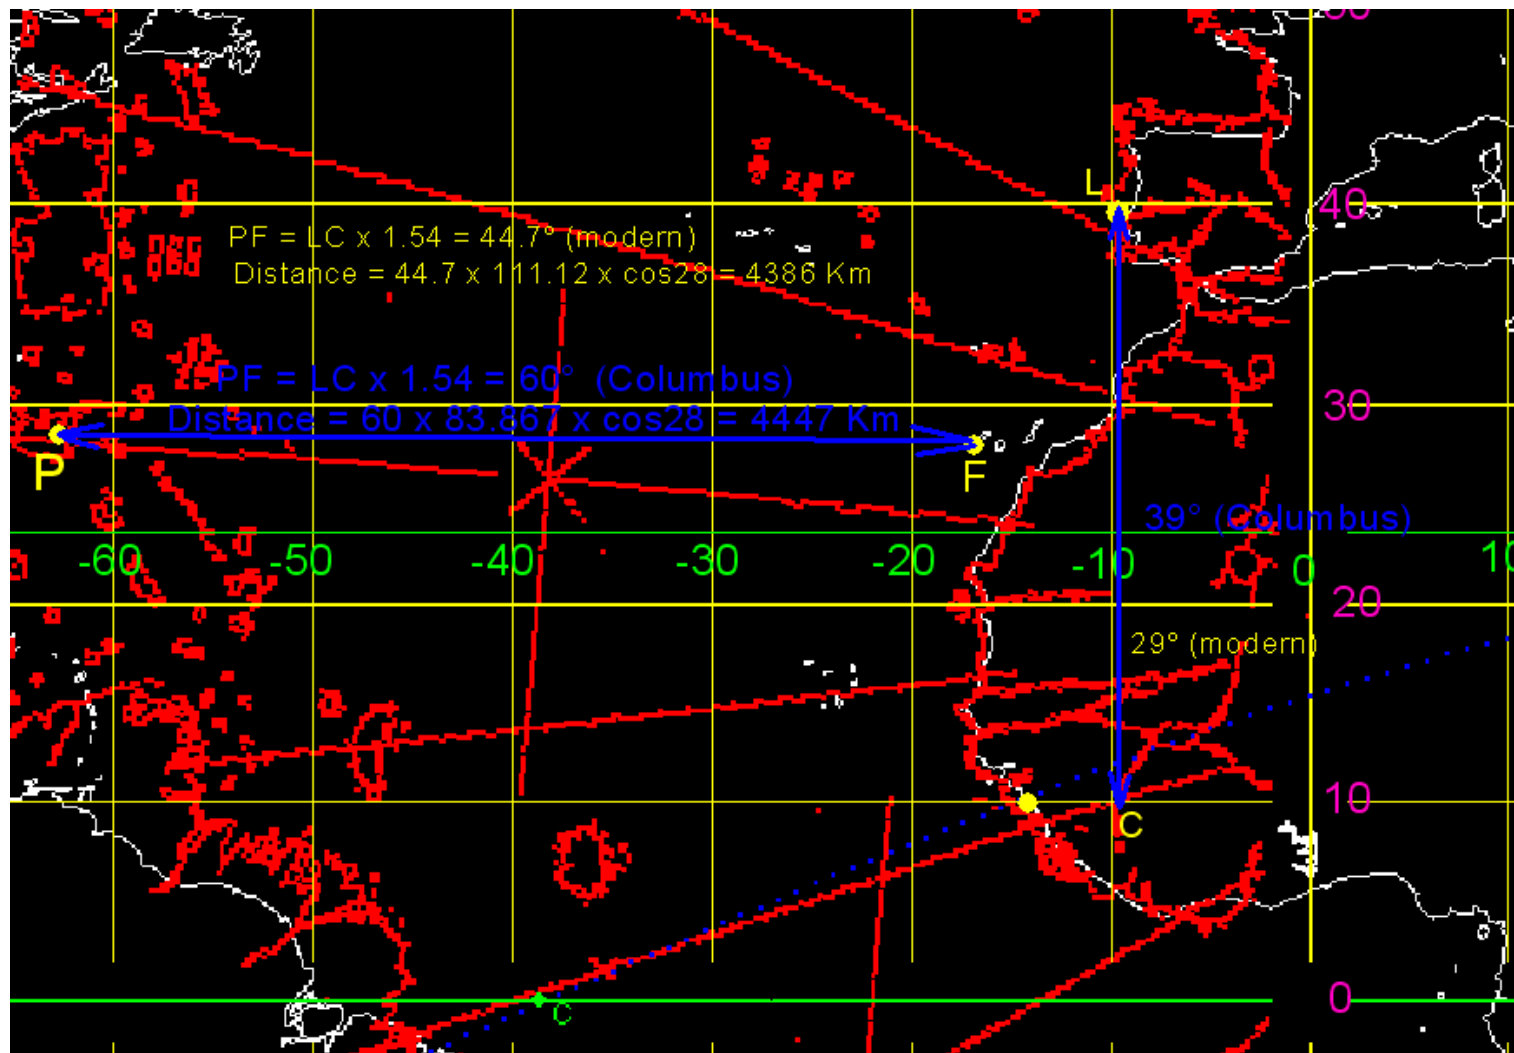 L
40
PF = LC x 1.54 = 44.7° (modern)
Distance = 44.7 x 111.12 x cos28 = 4386 Km
PF = LC x 1.54 = 60° (Columbus)
30
Distance = 60 x 83.867 x cos28 = 4447 Km
P
F
39° (Columbus)
-60 -50 -40 -30 -20 -10 0 10
20
29° (modern)
10
C
0
C